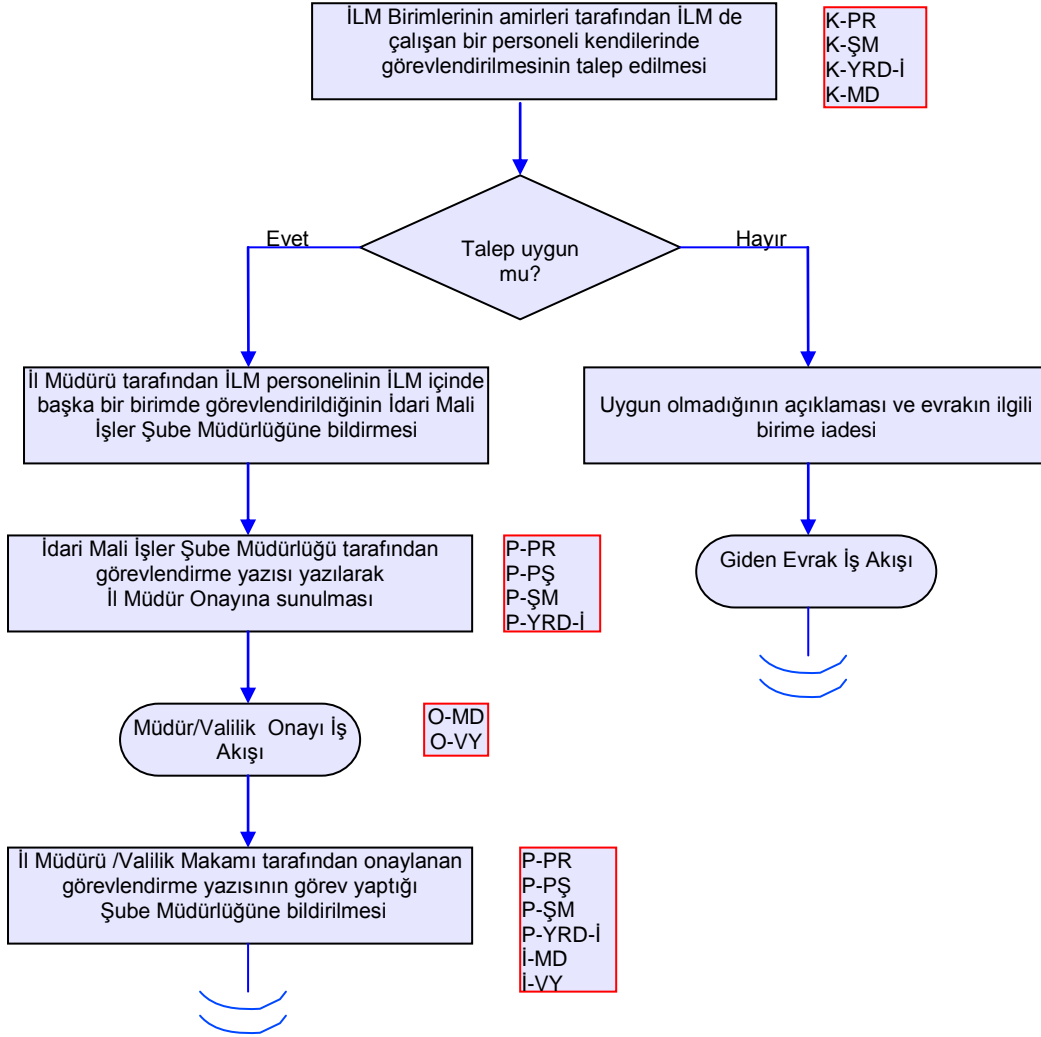 İLM Birimlerinin amirleri tarafından İLM de
çalışan bir personeli kendilerinde
görevlendirilmesinin talep edilmesi
K-PR
K-ŞM
K-YRD-İ
K-MD
Evet
Talep uygun
mu?
Hayır
İl Müdürü tarafından İLM personelinin İLM içinde
başka bir birimde görevlendirildiğinin İdari Mali
İşler Şube Müdürlüğüne bildirmesi
Uygun olmadığının açıklaması ve evrakın ilgili
birime iadesi
İdari Mali İşler Şube Müdürlüğü tarafından
görevlendirme yazısı yazılarak
İl Müdür Onayına sunulması
P-PR
P-PŞ
P-ŞM
P-YRD-İ
Giden Evrak İş Akışı
Müdür/Valilik Onayı İş
Akışı
O-MD
O-VY
İl Müdürü /Valilik Makamı tarafından onaylanan
görevlendirme yazısının görev yaptığı
Şube Müdürlüğüne bildirilmesi
P-PR
P-PŞ
P-ŞM
P-YRD-İ
İ-MD
İ-VY